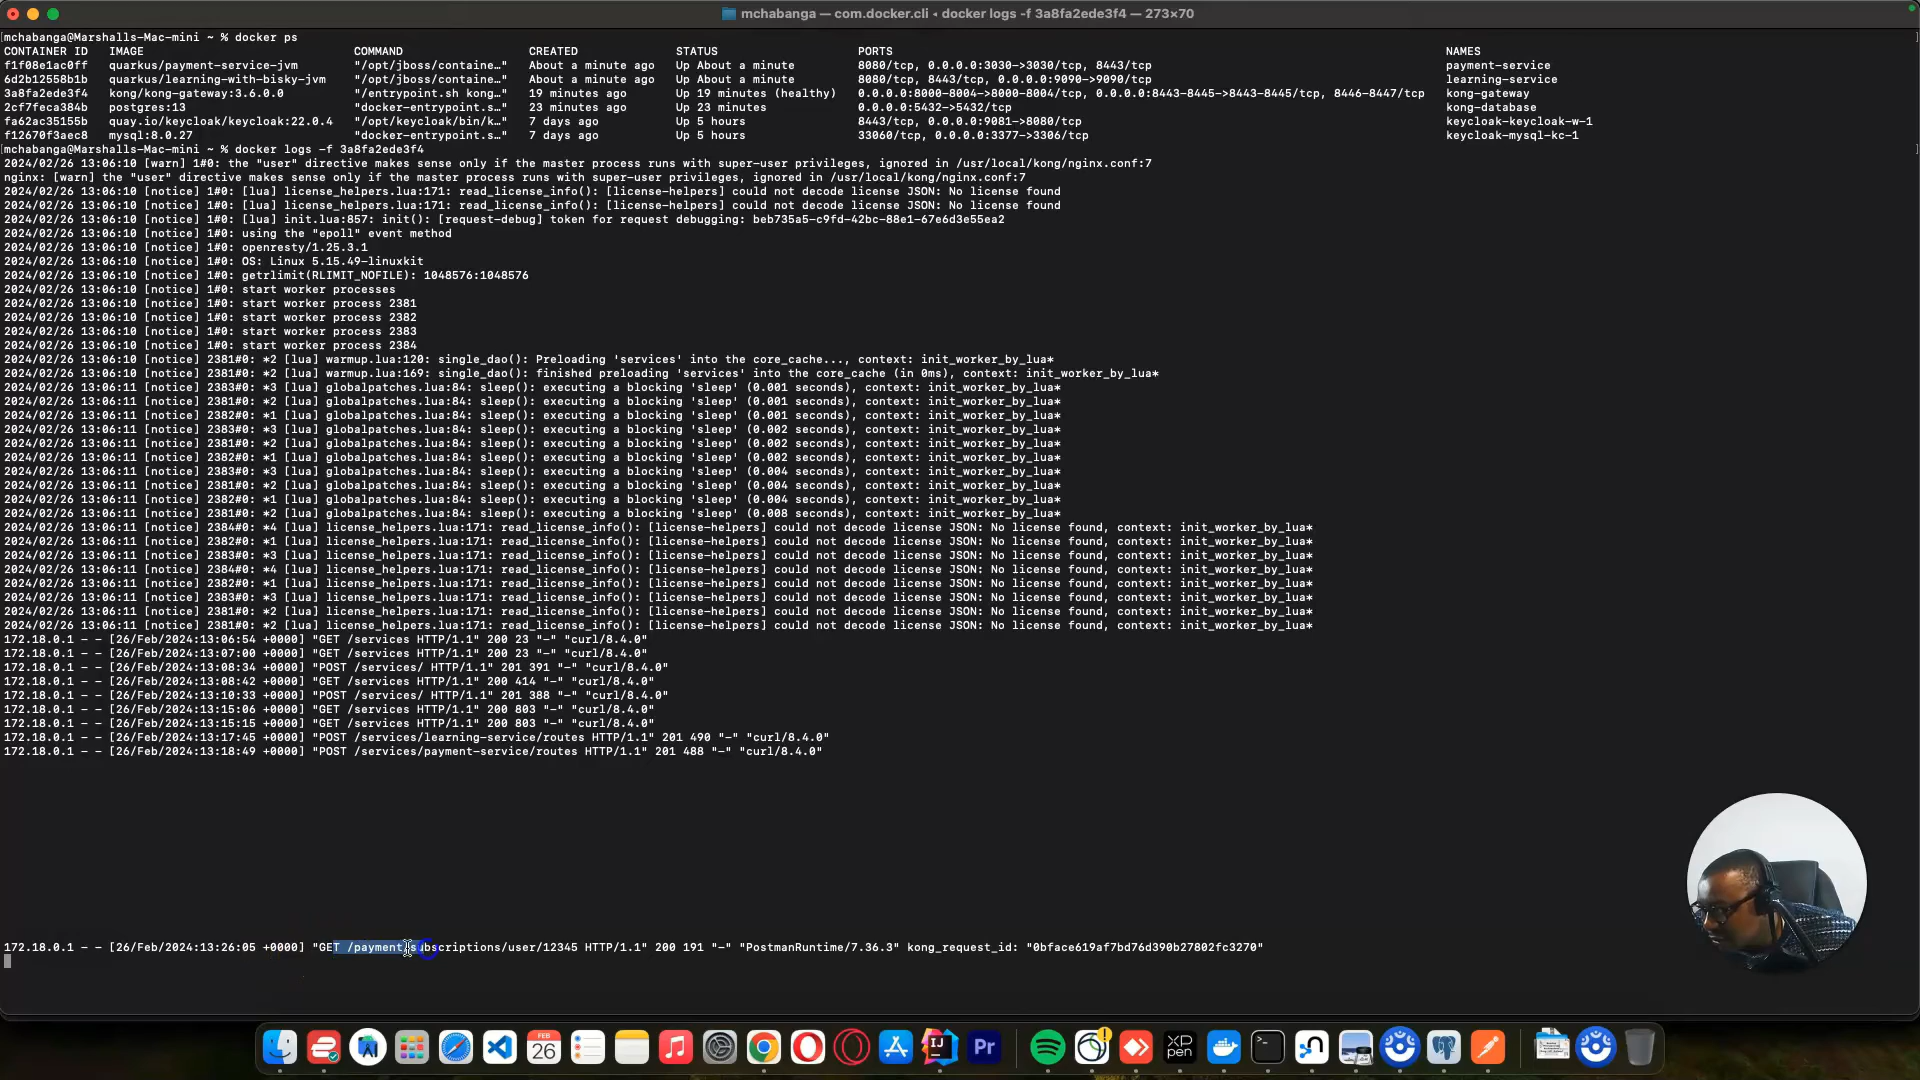 mchabanga — com.docker.cli ◂ docker logs -f 3a8fa2ede3f4 — 273×70
[mchabanga@Marshalls-Mac-mini ~ % docker ps ]
CONTAINER ID IMAGE COMMAND CREATED STATUS PORTS NAMES
f1f08e1ac0ff quarkus/payment-service-jvm "/opt/jboss/containe…" About a minute ago Up About a minute 8080/tcp, 0.0.0.0:3030->3030/tcp, 8443/tcp payment-service
6d2b12558b1b quarkus/learning-with-bisky-jvm "/opt/jboss/containe…" About a minute ago Up About a minute 8080/tcp, 8443/tcp, 0.0.0.0:9090->9090/tcp learning-service
3a8fa2ede3f4 kong/kong-gateway:3.6.0.0 "/entrypoint.sh kong…" 19 minutes ago Up 19 minutes (healthy) 0.0.0.0:8000-8004->8000-8004/tcp, 0.0.0.0:8443-8445->8443-8445/tcp, 8446-8447/tcp kong-gateway
2cf7feca384b postgres:13 "docker-entrypoint.s…" 23 minutes ago Up 23 minutes 0.0.0.0:5432->5432/tcp kong-database
fa62ac35155b quay.io/keycloak/keycloak:22.0.4 "/opt/keycloak/bin/k…" 7 days ago Up 5 hours 8443/tcp, 0.0.0.0:9081->8080/tcp keycloak-keycloak-w-1
f12670f3aec8 mysql:8.0.27 "docker-entrypoint.s…" 7 days ago Up 5 hours 33060/tcp, 0.0.0.0:3377->3306/tcp keycloak-mysql-kc-1
[mchabanga@Marshalls-Mac-mini ~ % docker logs -f 3a8fa2ede3f4 ]
2024/02/26 13:06:10 [warn] 1#0: the "user" directive makes sense only if the master process runs with super-user privileges, ignored in /usr/local/kong/nginx.conf:7
nginx: [warn] the "user" directive makes sense only if the master process runs with super-user privileges, ignored in /usr/local/kong/nginx.conf:7
2024/02/26 13:06:10 [notice] 1#0: [lua] license_helpers.lua:171: read_license_info(): [license-helpers] could not decode license JSON: No license found
2024/02/26 13:06:10 [notice] 1#0: [lua] license_helpers.lua:171: read_license_info(): [license-helpers] could not decode license JSON: No license found
2024/02/26 13:06:10 [notice] 1#0: [lua] init.lua:857: init(): [request-debug] token for request debugging: beb735a5-c9fd-42bc-88e1-67e6d3e55ea2
2024/02/26 13:06:10 [notice] 1#0: using the "epoll" event method
2024/02/26 13:06:10 [notice] 1#0: openresty/1.25.3.1
2024/02/26 13:06:10 [notice] 1#0: OS: Linux 5.15.49-linuxkit
2024/02/26 13:06:10 [notice] 1#0: getrlimit(RLIMIT_NOFILE): 1048576:1048576
2024/02/26 13:06:10 [notice] 1#0: start worker processes
2024/02/26 13:06:10 [notice] 1#0: start worker process 2381
2024/02/26 13:06:10 [notice] 1#0: start worker process 2382
2024/02/26 13:06:10 [notice] 1#0: start worker process 2383
2024/02/26 13:06:10 [notice] 1#0: start worker process 2384
2024/02/26 13:06:10 [notice] 2381#0: *2 [lua] warmup.lua:120: single_dao(): Preloading 'services' into the core_cache..., context: init_worker_by_lua*
2024/02/26 13:06:10 [notice] 2381#0: *2 [lua] warmup.lua:169: single_dao(): finished preloading 'services' into the core_cache (in 0ms), context: init_worker_by_lua*
2024/02/26 13:06:11 [notice] 2383#0: *3 [lua] globalpatches.lua:84: sleep(): executing a blocking 'sleep' (0.001 seconds), context: init_worker_by_lua*
2024/02/26 13:06:11 [notice] 2381#0: *2 [lua] globalpatches.lua:84: sleep(): executing a blocking 'sleep' (0.001 seconds), context: init_worker_by_lua*
2024/02/26 13:06:11 [notice] 2382#0: *1 [lua] globalpatches.lua:84: sleep(): executing a blocking 'sleep' (0.001 seconds), context: init_worker_by_lua*
2024/02/26 13:06:11 [notice] 2383#0: *3 [lua] globalpatches.lua:84: sleep(): executing a blocking 'sleep' (0.002 seconds), context: init_worker_by_lua*
2024/02/26 13:06:11 [notice] 2381#0: *2 [lua] globalpatches.lua:84: sleep(): executing a blocking 'sleep' (0.002 seconds), context: init_worker_by_lua*
2024/02/26 13:06:11 [notice] 2382#0: *1 [lua] globalpatches.lua:84: sleep(): executing a blocking 'sleep' (0.002 seconds), context: init_worker_by_lua*
2024/02/26 13:06:11 [notice] 2383#0: *3 [lua] globalpatches.lua:84: sleep(): executing a blocking 'sleep' (0.004 seconds), context: init_worker_by_lua*
2024/02/26 13:06:11 [notice] 2381#0: *2 [lua] globalpatches.lua:84: sleep(): executing a blocking 'sleep' (0.004 seconds), context: init_worker_by_lua*
2024/02/26 13:06:11 [notice] 2382#0: *1 [lua] globalpatches.lua:84: sleep(): executing a blocking 'sleep' (0.004 seconds), context: init_worker_by_lua*
2024/02/26 13:06:11 [notice] 2381#0: *2 [lua] globalpatches.lua:84: sleep(): executing a blocking 'sleep' (0.008 seconds), context: init_worker_by_lua*
2024/02/26 13:06:11 [notice] 2384#0: *4 [lua] license_helpers.lua:171: read_license_info(): [license-helpers] could not decode license JSON: No license found, context: init_worker_by_lua*
2024/02/26 13:06:11 [notice] 2382#0: *1 [lua] license_helpers.lua:171: read_license_info(): [license-helpers] could not decode license JSON: No license found, context: init_worker_by_lua*
2024/02/26 13:06:11 [notice] 2383#0: *3 [lua] license_helpers.lua:171: read_license_info(): [license-helpers] could not decode license JSON: No license found, context: init_worker_by_lua*
2024/02/26 13:06:11 [notice] 2384#0: *4 [lua] license_helpers.lua:171: read_license_info(): [license-helpers] could not decode license JSON: No license found, context: init_worker_by_lua*
2024/02/26 13:06:11 [notice] 2382#0: *1 [lua] license_helpers.lua:171: read_license_info(): [license-helpers] could not decode license JSON: No license found, context: init_worker_by_lua*
2024/02/26 13:06:11 [notice] 2383#0: *3 [lua] license_helpers.lua:171: read_license_info(): [license-helpers] could not decode license JSON: No license found, context: init_worker_by_lua*
2024/02/26 13:06:11 [notice] 2381#0: *2 [lua] license_helpers.lua:171: read_license_info(): [license-helpers] could not decode license JSON: No license found, context: init_worker_by_lua*
2024/02/26 13:06:11 [notice] 2381#0: *2 [lua] license_helpers.lua:171: read_license_info(): [license-helpers] could not decode license JSON: No license found, context: init_worker_by_lua*
172.18.0.1 - - [26/Feb/2024:13:06:54 +0000] "GET /services HTTP/1.1" 200 23 "-" "curl/8.4.0"
172.18.0.1 - - [26/Feb/2024:13:07:00 +0000] "GET /services HTTP/1.1" 200 23 "-" "curl/8.4.0"
172.18.0.1 - - [26/Feb/2024:13:08:34 +0000] "POST /services/ HTTP/1.1" 201 391 "-" "curl/8.4.0"
172.18.0.1 - - [26/Feb/2024:13:08:42 +0000] "GET /services HTTP/1.1" 200 414 "-" "curl/8.4.0"
172.18.0.1 - - [26/Feb/2024:13:10:33 +0000] "POST /services/ HTTP/1.1" 201 388 "-" "curl/8.4.0"
172.18.0.1 - - [26/Feb/2024:13:15:06 +0000] "GET /services HTTP/1.1" 200 803 "-" "curl/8.4.0"
172.18.0.1 - - [26/Feb/2024:13:15:15 +0000] "GET /services HTTP/1.1" 200 803 "-" "curl/8.4.0"
172.18.0.1 - - [26/Feb/2024:13:17:45 +0000] "POST /services/learning-service/routes HTTP/1.1" 201 490 "-" "curl/8.4.0"
172.18.0.1 - - [26/Feb/2024:13:18:49 +0000] "POST /services/payment-service/routes HTTP/1.1" 201 488 "-" "curl/8.4.0"
172.18.0.1 - - [26/Feb/2024:13:26:05 +0000] "GET /payment/subscriptions/user/12345 HTTP/1.1" 200 191 "-" "PostmanRuntime/7.36.3" kong_request_id: "0bface619af7bd76d390b27802fc3270"
FEB
26
IJ
Pr
XP
pen